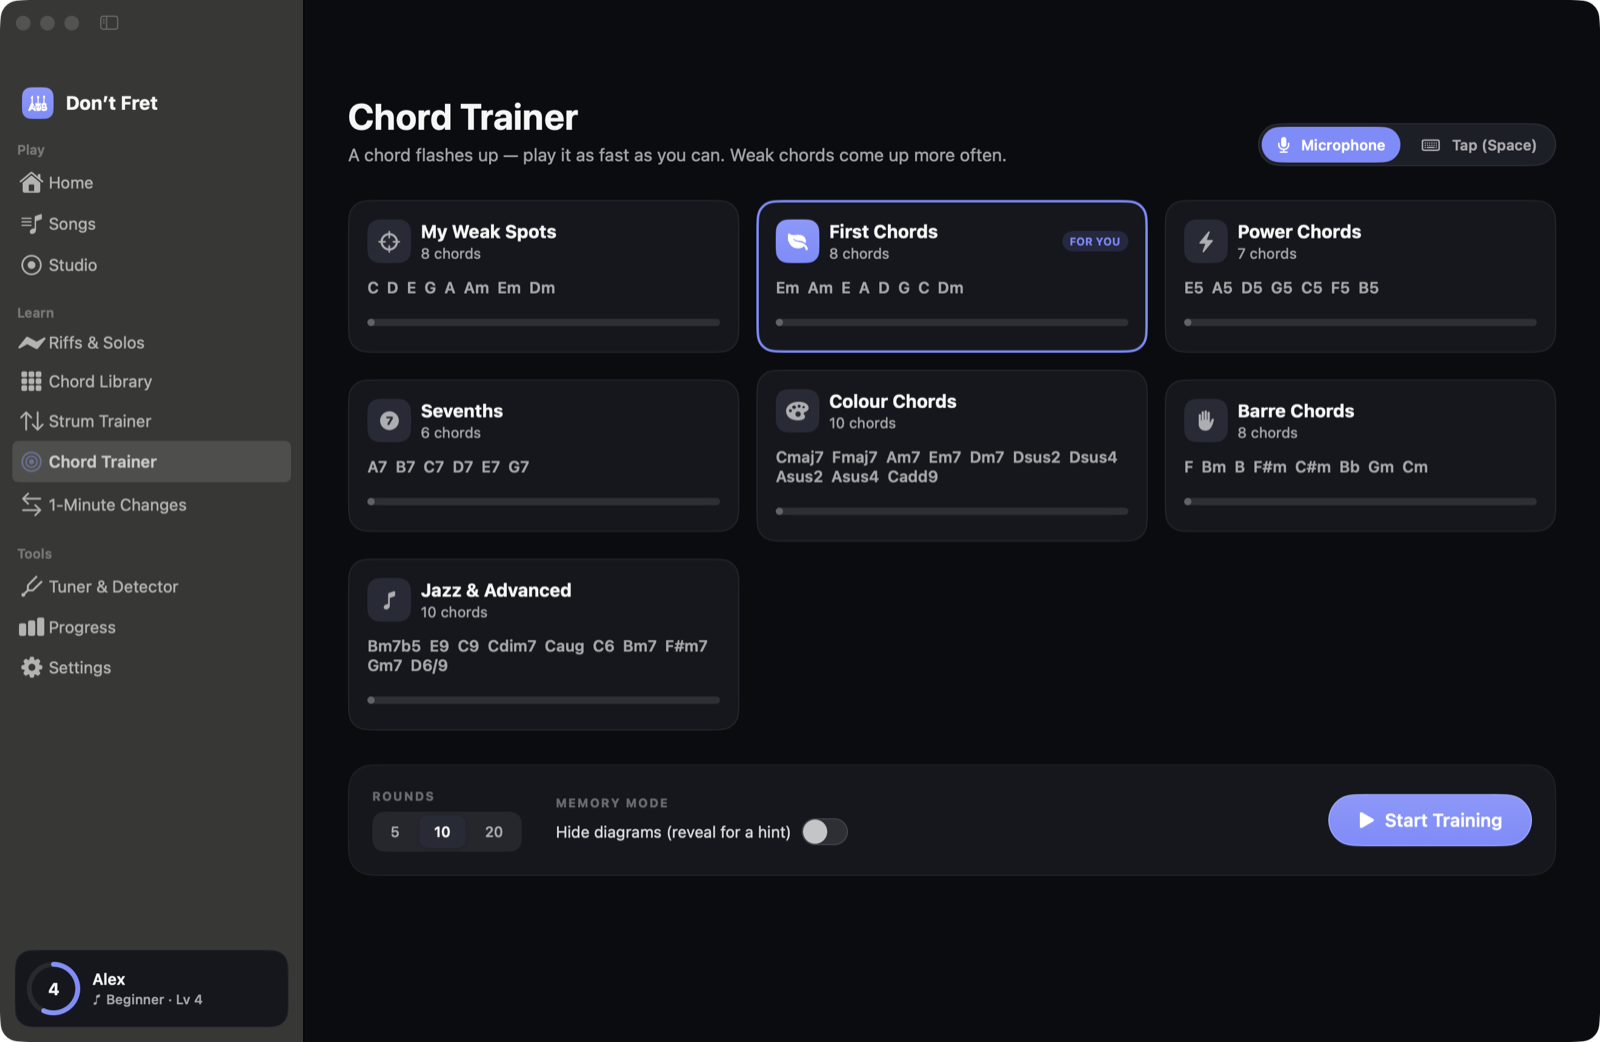 Don't Fret
Play
Home
Songs
Studio
Learn
Riffs & Solos
Chord Library
Strum Trainer
Chord Trainer
1-Minute Changes
Tools
Tuner & Detector
Progress
Settings
4
Alex
Beginner · Lv 4
Chord Trainer
A chord flashes up — play it as fast as you can. Weak chords come up more often.
Microphone
Tap (Space)
My Weak Spots
8 chords
C D E G A Am Em Dm
First Chords
8 chords
FOR YOU
Em Am E A D G C Dm
Power Chords
7 chords
E5 A5 D5 G5 C5 F5 B5
7
Sevenths
6 chords
A7 B7 C7 D7 E7 G7
Colour Chords
10 chords
Cmaj7 Fmaj7 Am7 Em7 Dm7 Dsus2 Dsus4
Asus2 Asus4 Cadd9
Barre Chords
8 chords
F Bm B F#m C#m Bb Gm Cm
Jazz & Advanced
10 chords
Bm7b5 E9 C9 Cdim7 Caug C6 Bm7 F#m7
Gm7 D6/9
ROUNDS
5 10 20
MEMORY MODE
Hide diagrams (reveal for a hint)
Start Training